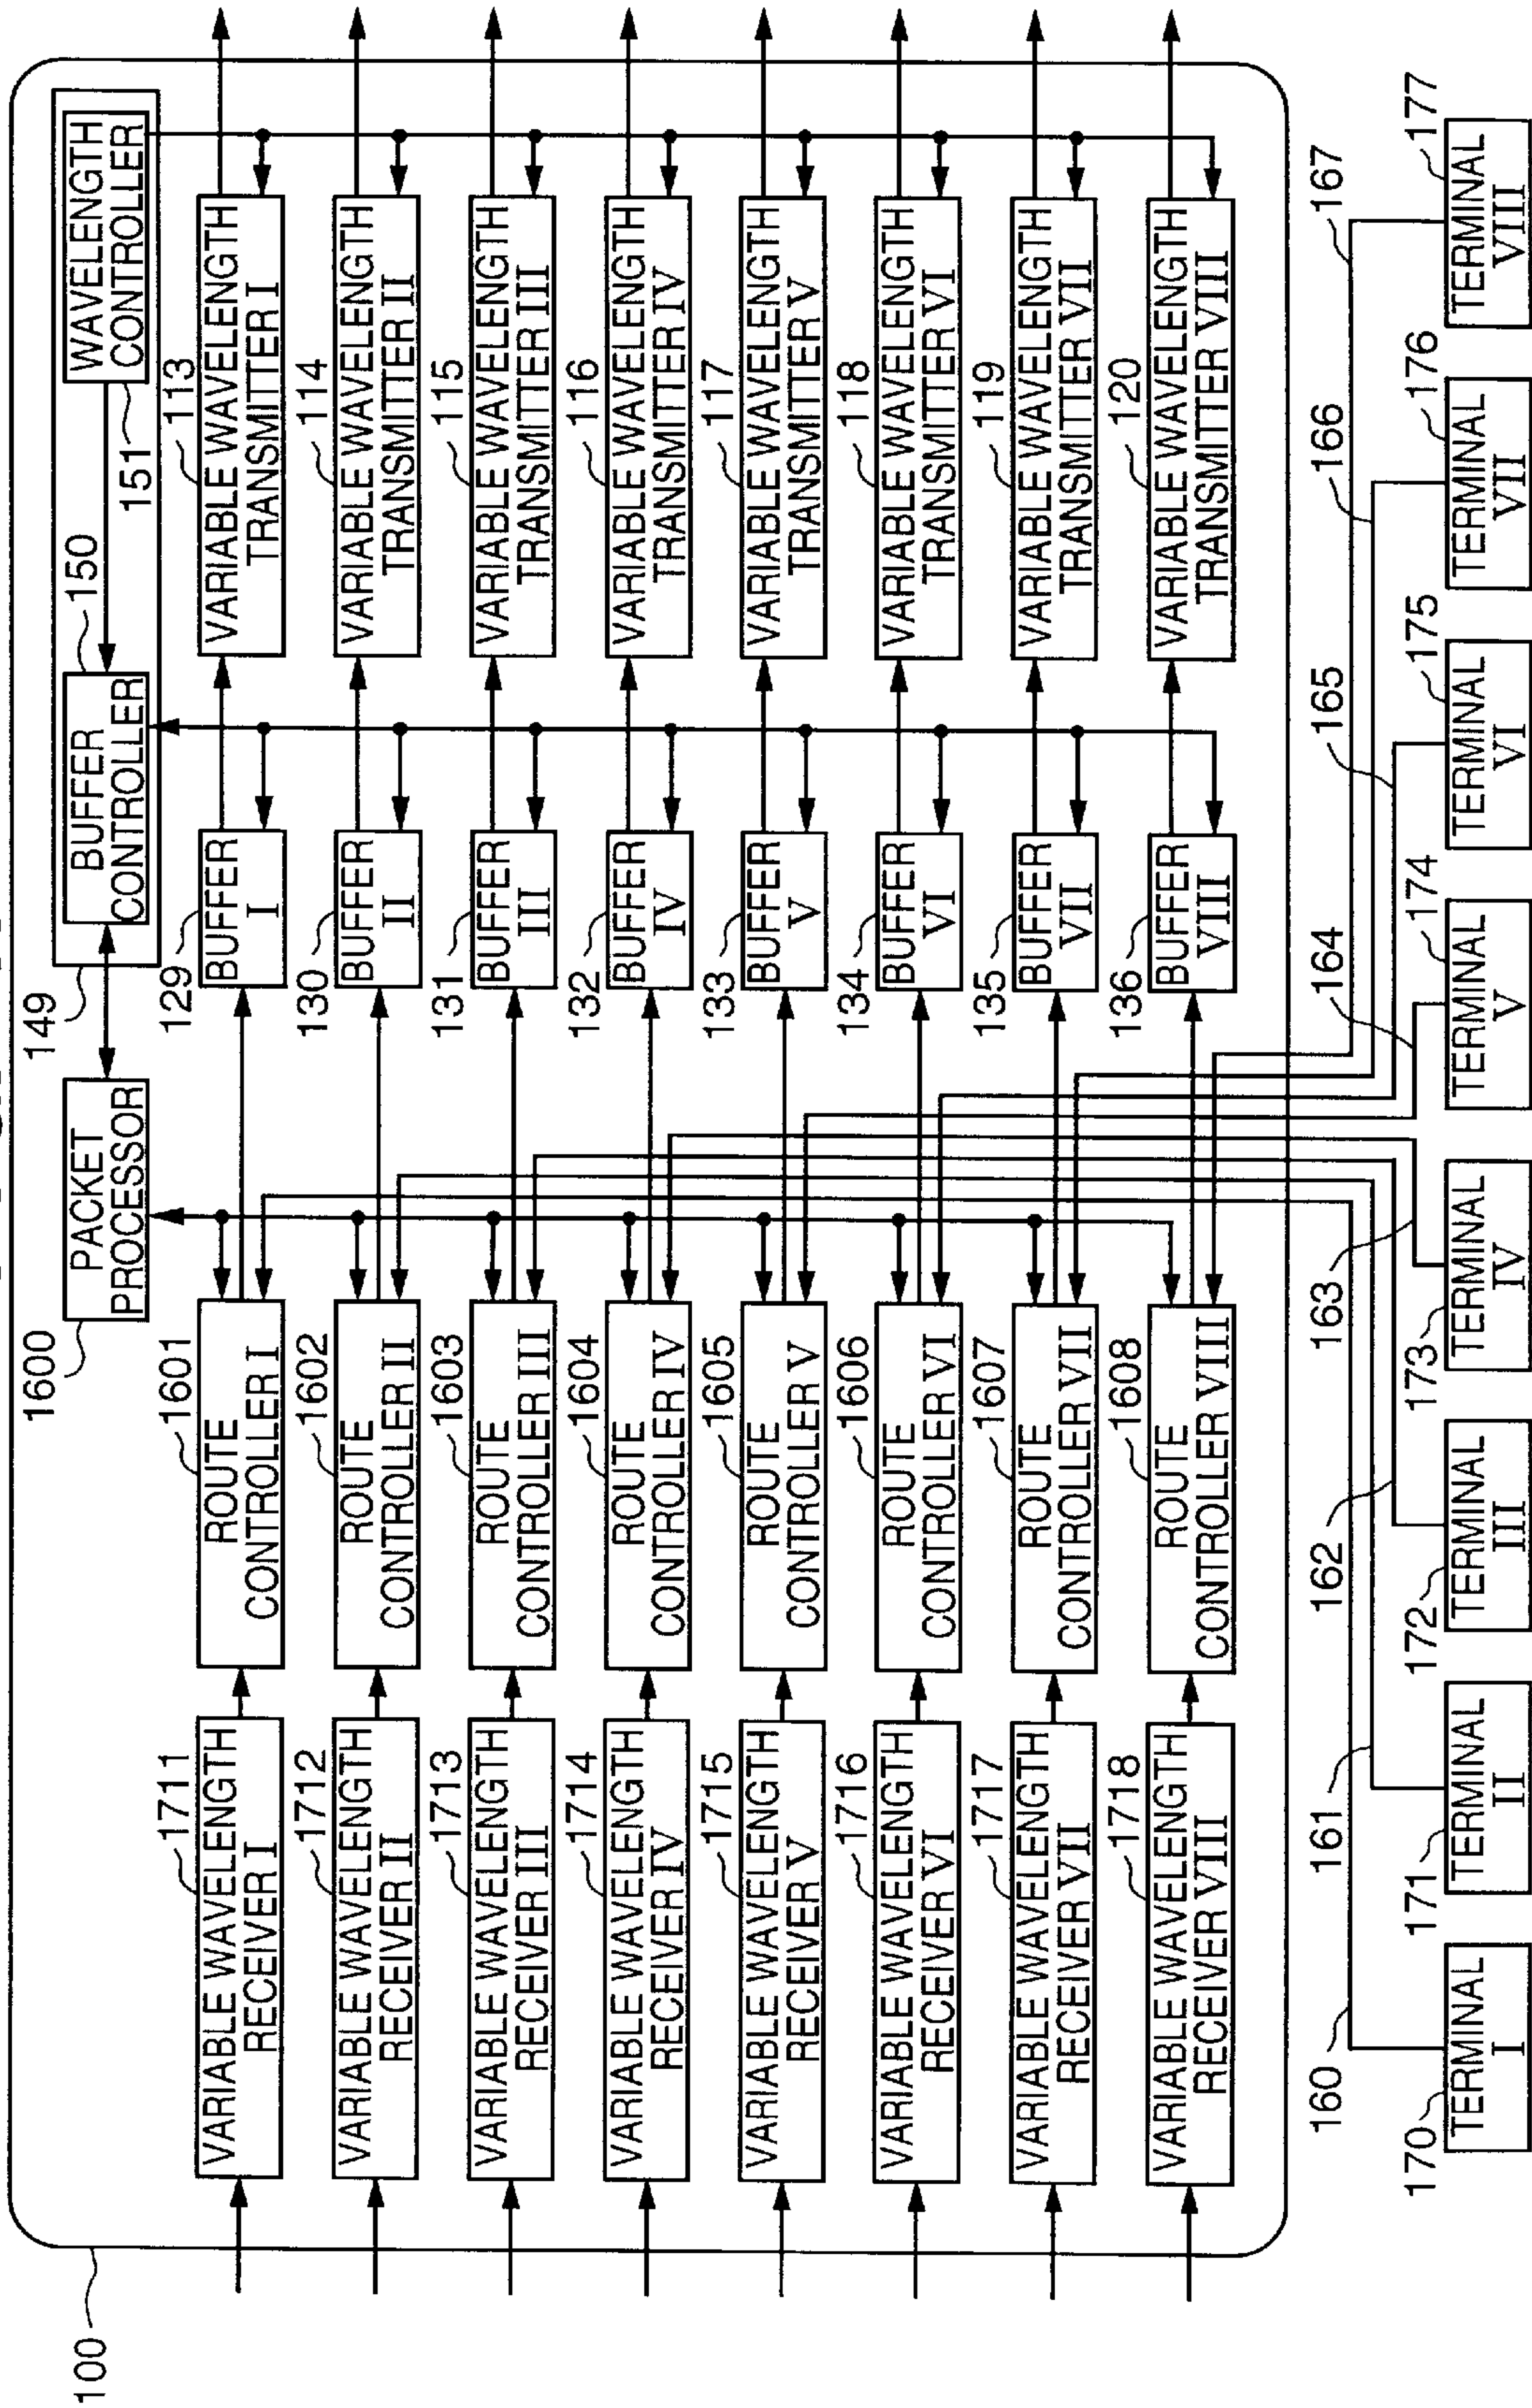 100
1600
PACKET
PROCESSOR
149
BUFFER
CONTROLLER
150
WAVELENGTH
CONTROLLER
151
1711
VARIABLE WAVELENGTH
RECEIVER I
1601
ROUTE
CONTROLLER I
129
BUFFER
I
113
VARIABLE WAVELENGTH
TRANSMITTER I
1712
VARIABLE WAVELENGTH
RECEIVER II
1602
ROUTE
CONTROLLER II
130
BUFFER
II
114
VARIABLE WAVELENGTH
TRANSMITTER II
1713
VARIABLE WAVELENGTH
RECEIVER III
1603
ROUTE
CONTROLLER III
131
BUFFER
III
115
VARIABLE WAVELENGTH
TRANSMITTER III
1714
VARIABLE WAVELENGTH
RECEIVER IV
1604
ROUTE
CONTROLLER IV
132
BUFFER
IV
116
VARIABLE WAVELENGTH
TRANSMITTER IV
1715
VARIABLE WAVELENGTH
RECEIVER V
1605
ROUTE
CONTROLLER V
133
BUFFER
V
117
VARIABLE WAVELENGTH
TRANSMITTER V
1716
VARIABLE WAVELENGTH
RECEIVER VI
1606
ROUTE
CONTROLLER VI
134
BUFFER
VI
118
VARIABLE WAVELENGTH
TRANSMITTER VI
1717
VARIABLE WAVELENGTH
RECEIVER VII
1607
ROUTE
CONTROLLER VII
135
BUFFER
VII
119
VARIABLE WAVELENGTH
TRANSMITTER VII
1718
VARIABLE WAVELENGTH
RECEIVER VIII
1608
ROUTE
CONTROLLER VIII
136
BUFFER
VIII
120
VARIABLE WAVELENGTH
TRANSMITTER VIII
160
161
162
163
164
165
166
167
170
TERMINAL
I
171
TERMINAL
II
172
TERMINAL
III
173
TERMINAL
IV
174
TERMINAL
V
175
TERMINAL
VI
176
TERMINAL
VII
177
TERMINAL
VIII